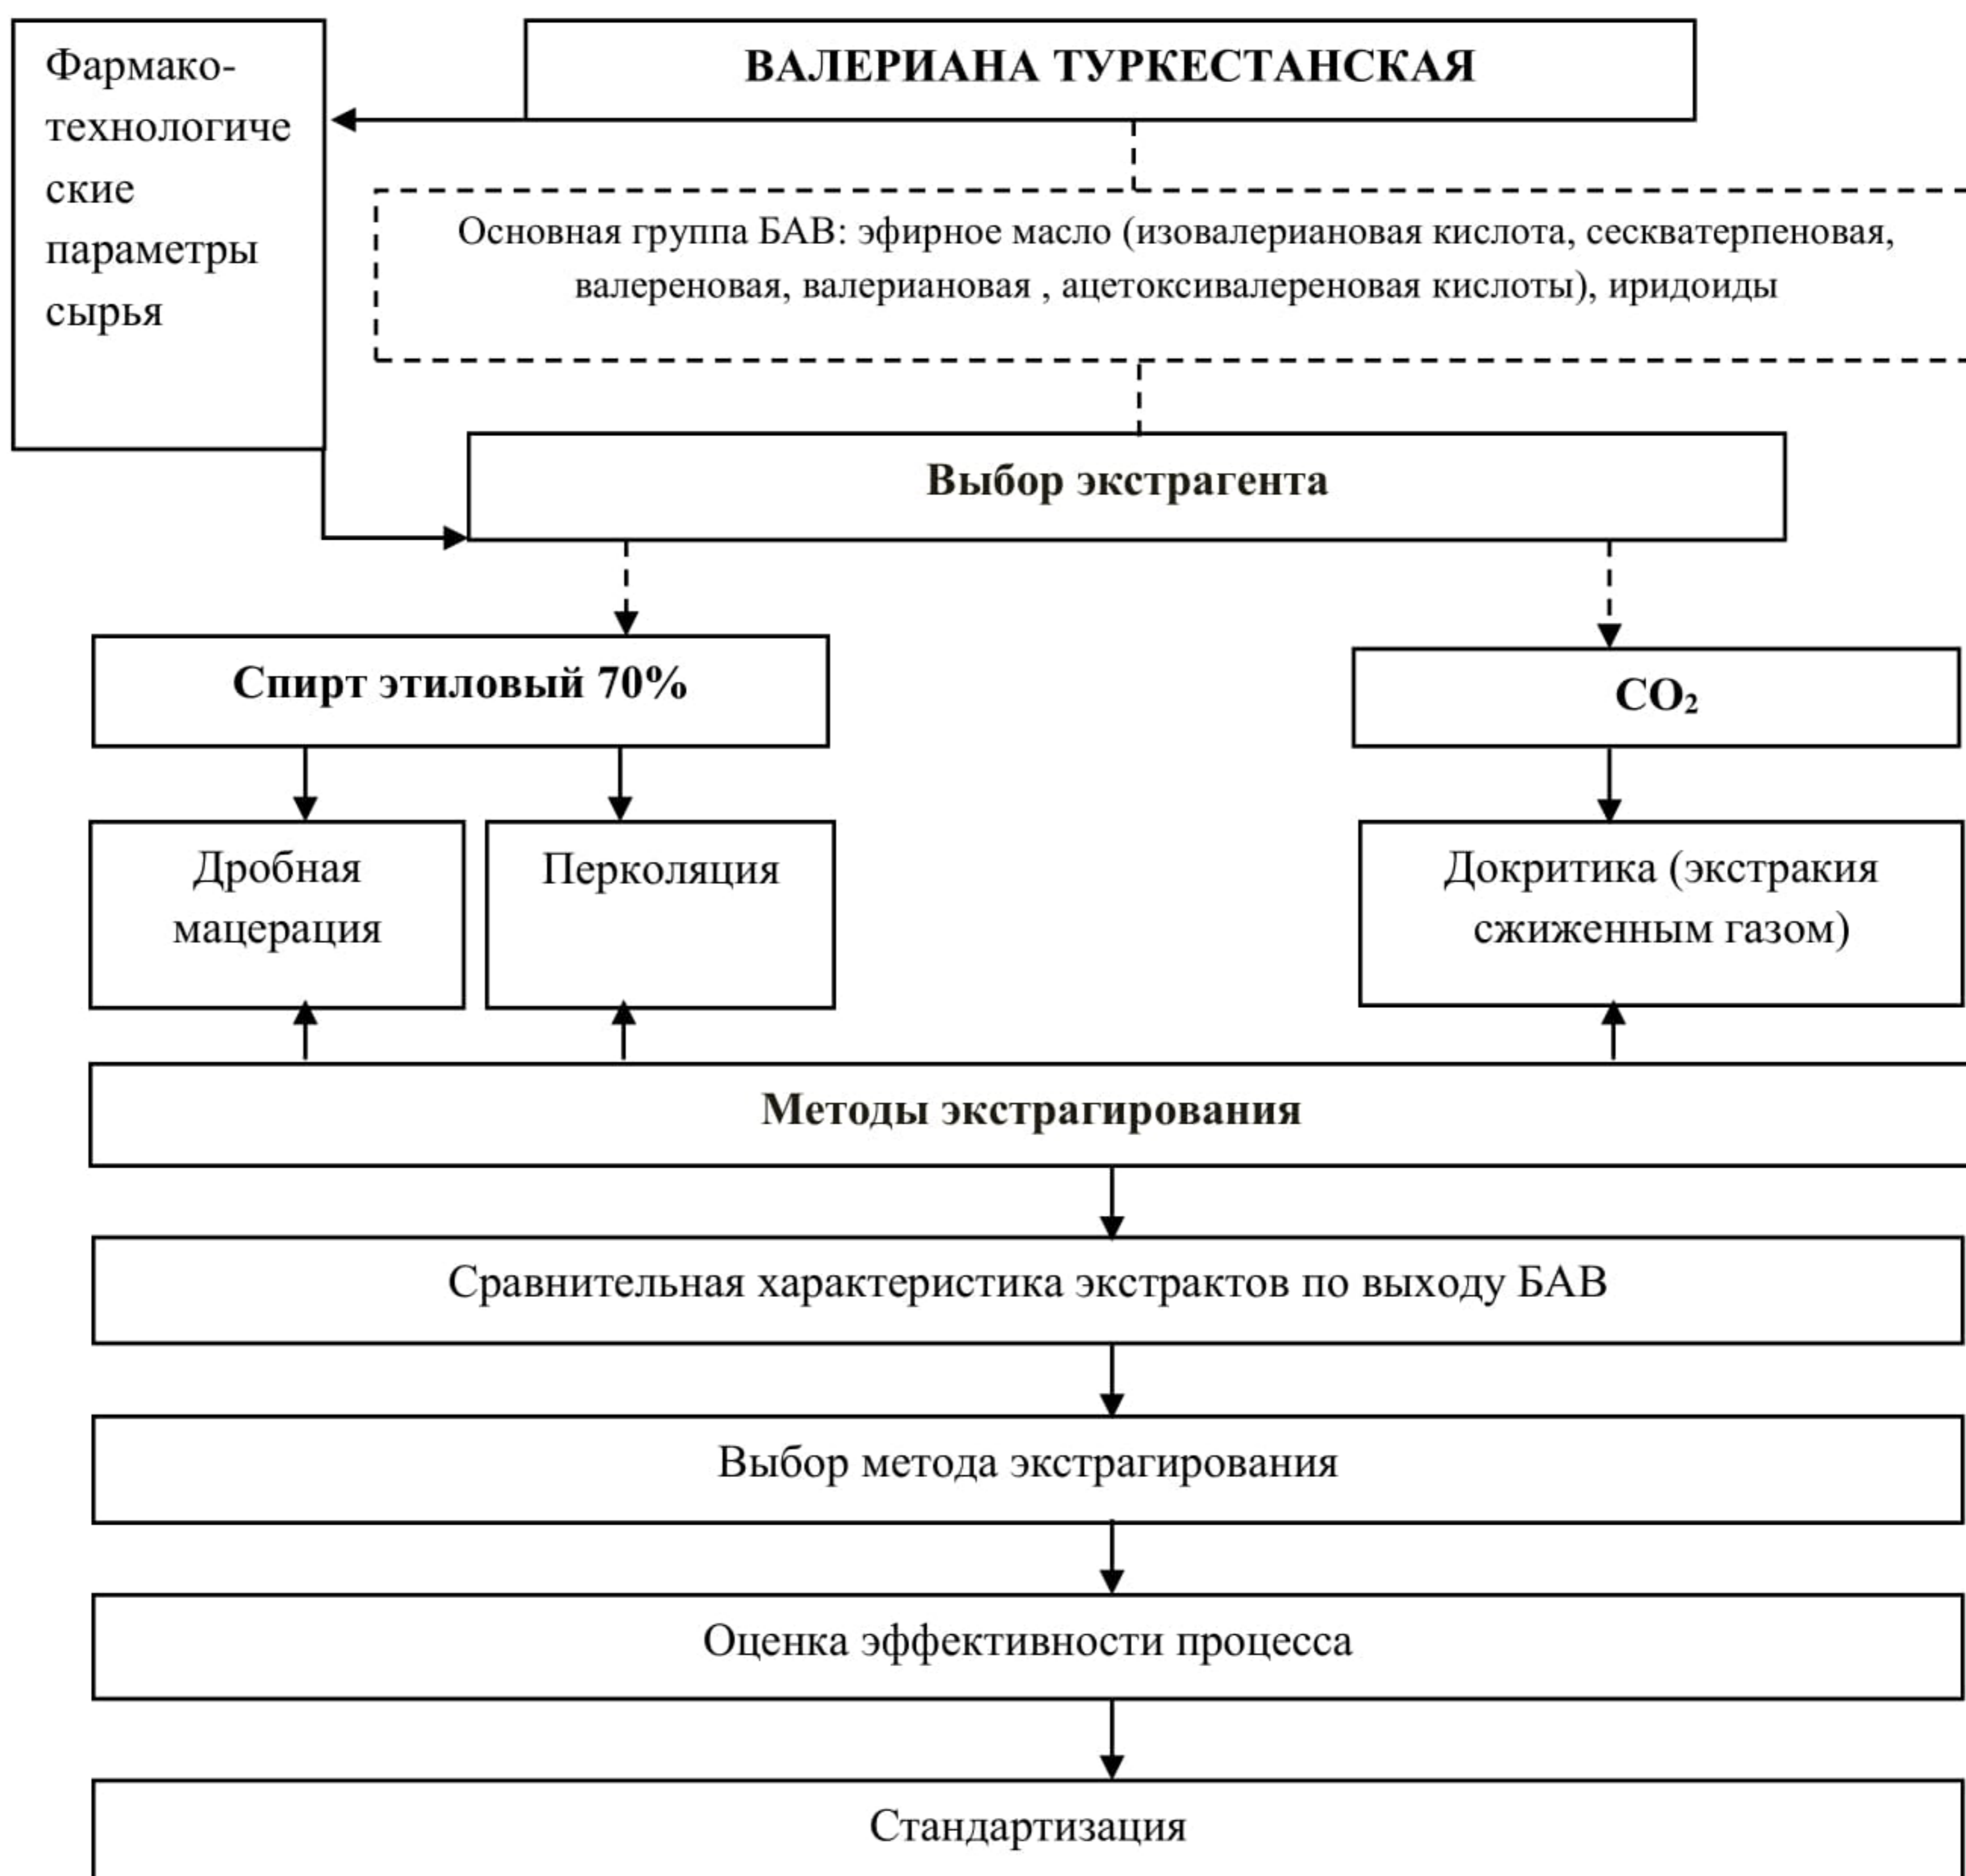 Фармако-
технологиче
ские
параметры
сырья
ВАЛЕРИАНА ТУРКЕСТАНСКАЯ
Основная группа БАВ: эфирное масло (изовалериановая кислота, сескватерпеновая,
валереновая, валериановая , ацетоксивалереновая кислоты), иридоиды
Выбор экстрагента
Спирт этиловый 70%
CO₂
Дробная
мацерация
Перколяция
Докритика (экстракия
сжиженным газом)
Методы экстрагирования
Сравнительная характеристика экстрактов по выходу БАВ
Выбор метода экстрагирования
Оценка эффективности процесса
Стандартизация